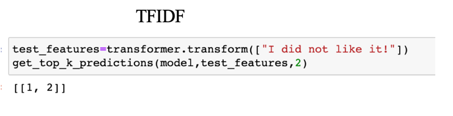 TFIDF
test_features=transformer.transform(["I did not like it!"])
get_top_k_predictions(model,test_features,2)
[[1, 2]]